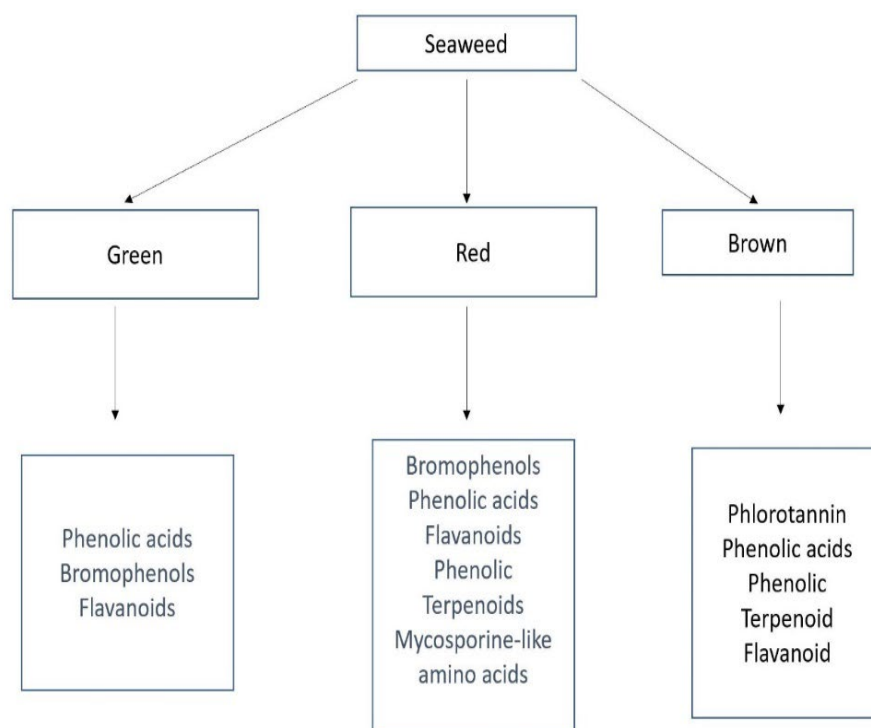 Seaweed
Green
Red
Brown
Phenolic acids
Bromophenols
Flavanoids
Bromophenols
Phenolic acids
Flavanoids
Phenolic
Terpenoids
Mycosporine-like
amino acids
Phlorotannin
Phenolic acids
Phenolic
Terpenoid
Flavanoid